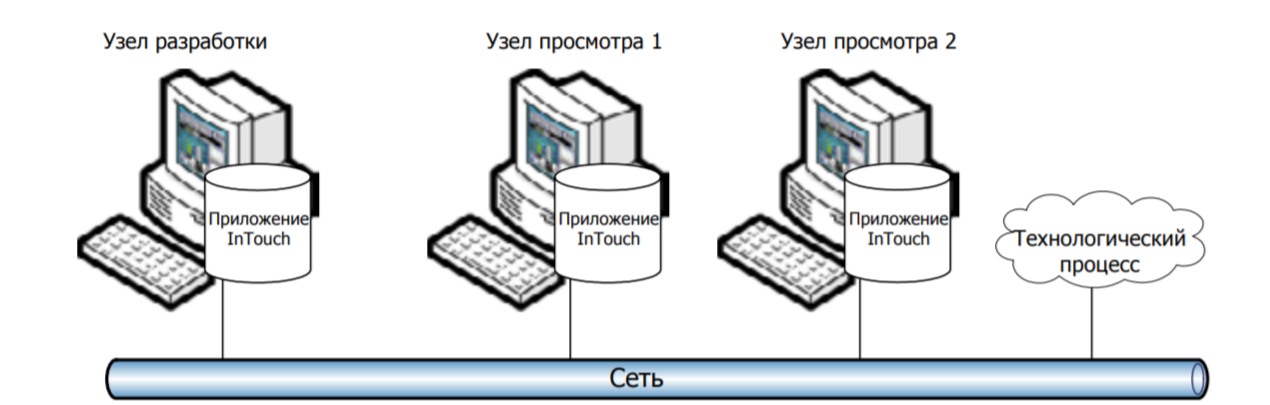 Узел разработки
Узел просмотра 1
Узел просмотра 2
Приложение
InTouch
Приложение
InTouch
Приложение
InTouch
Технологический
процесс
Сеть